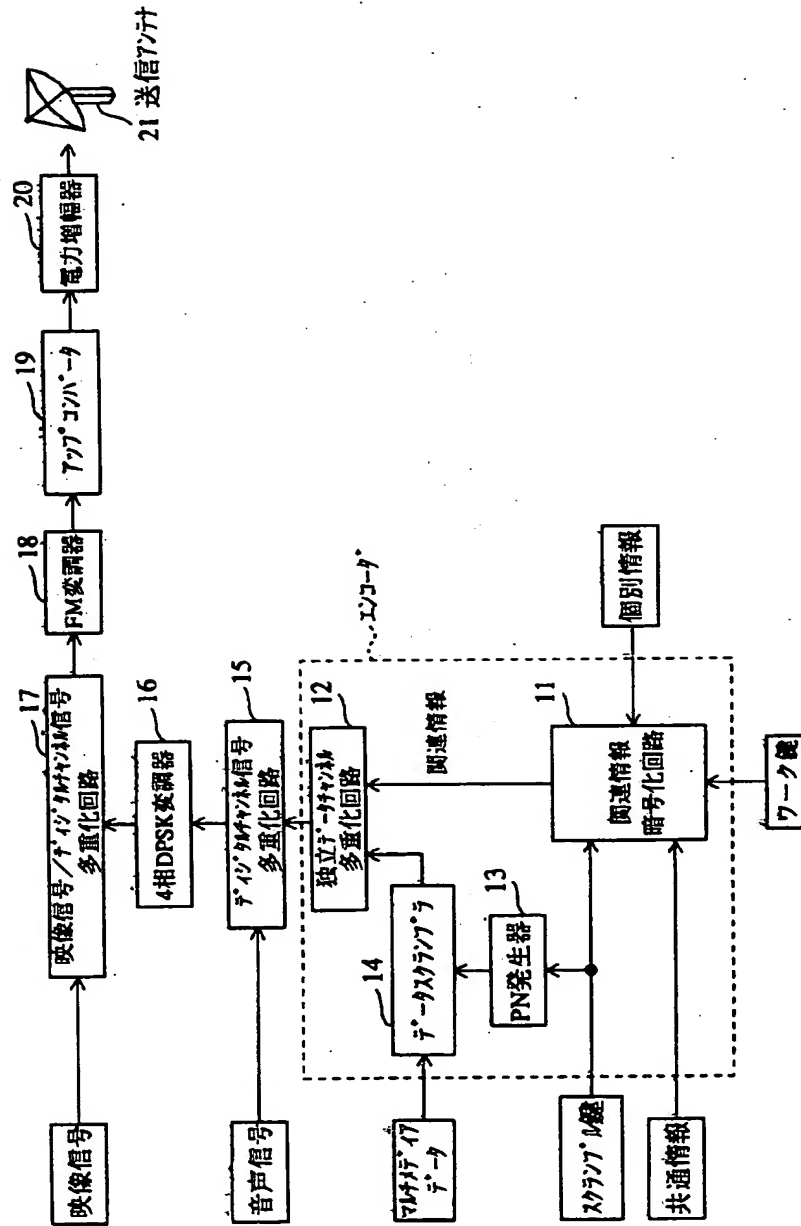 映像信号
17
映像信号/ディジタルチャンネル信号
多重化回路
18
FM変調器
19
アップコンバータ
20
電力増幅器
21 送信アンテナ
16
4相DPSK変調器
音声信号
15
ディジタルチャンネル信号
多重化回路
エンコーダ
12
独立データチャンネル
多重化回路
関連情報
マルチメディア
データ
14
データスクランブラ
13
PN発生器
11
関連情報
暗号化回路
個別情報
スクランブル鍵
共通情報
ワーク鍵